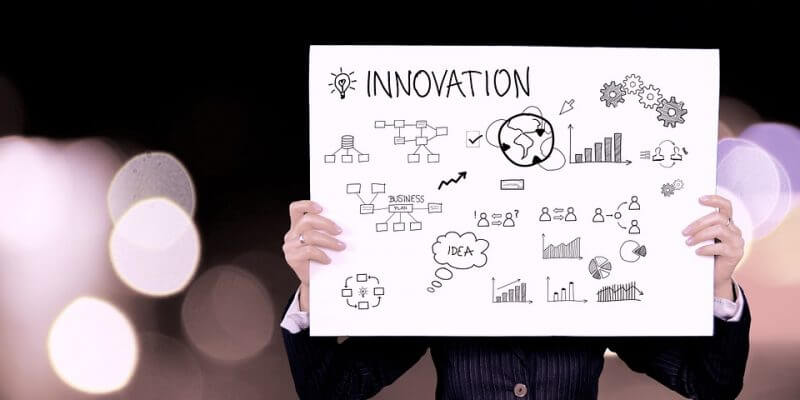 INNOVATION
BUSINESS
PLAN
! ?
IDEA